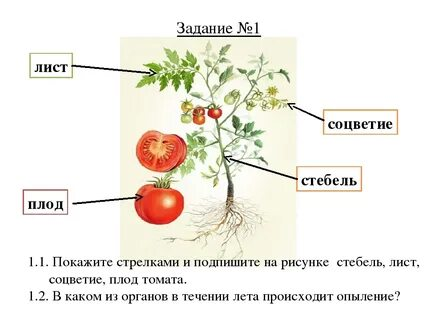 Задание №1
лист
соцветие
стебель
плод
1.1. Покажите стрелками и подпишите на рисунке стебель, лист,
соцветие, плод томата.
1.2. В каком из органов в течении лета происходит опыление?